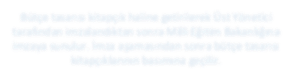 Bütçe tasarısı kitapçık haline getirilerek Üst Yönetici
tarafından imzalandıktan sonra Milli Eğitim Bakanlığına
imzaya sunulur. İmza aşamasından sonra bütçe tasarısı
kitapçıklarının basımına geçilir.